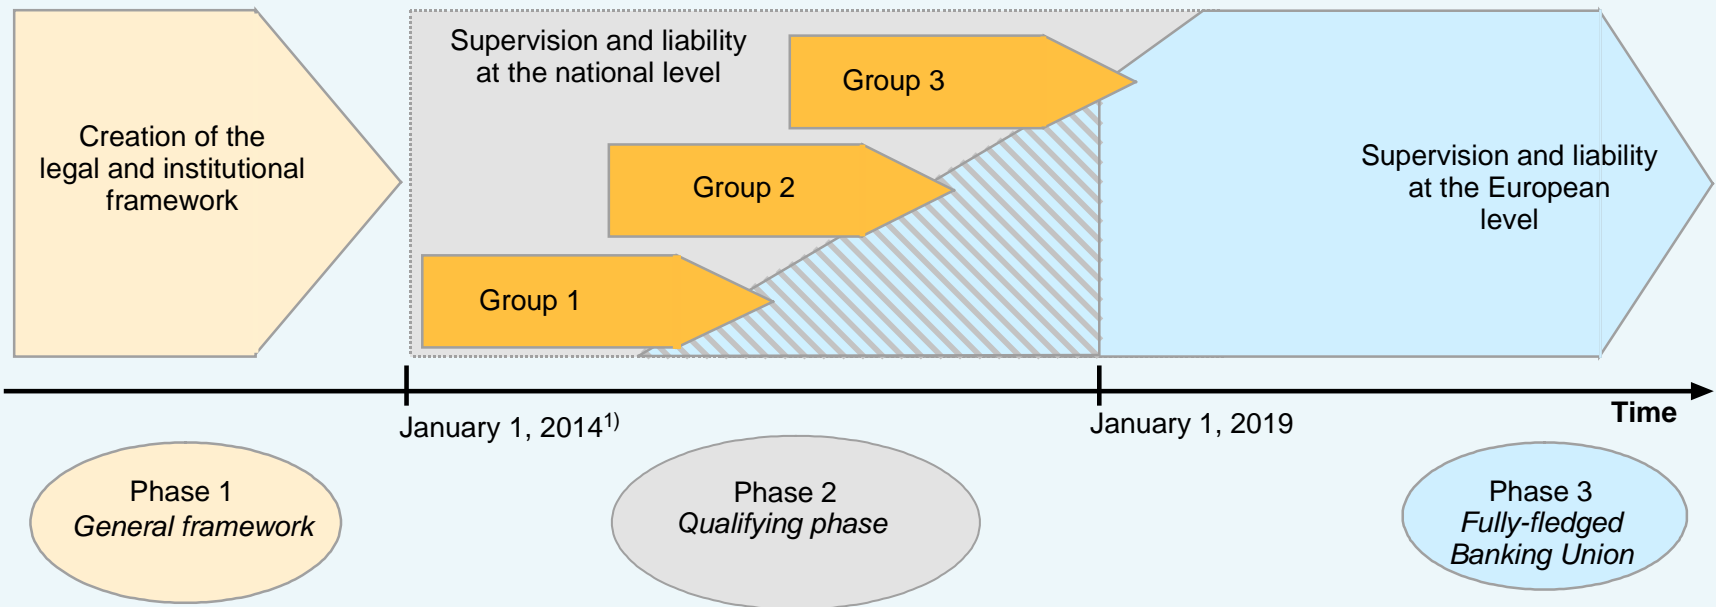 Creation of the
legal and institutional
framework
Supervision and liability
at the national level
Group 3
Group 2
Group 1
Supervision and liability
at the European
level
January 1, 2014¹⁾
January 1, 2019
Time
Phase 1
General framework
Phase 2
Qualifying phase
Phase 3
Fully-fledged
Banking Union